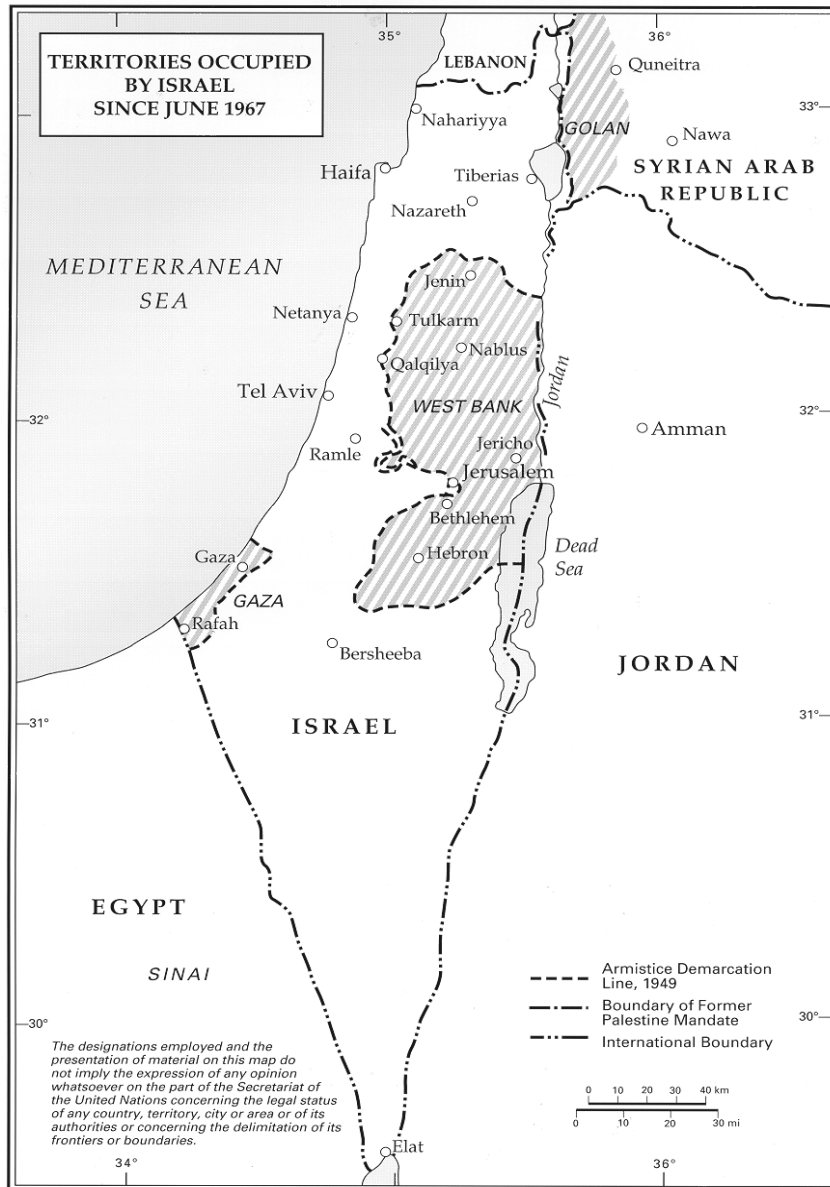 35°
36°
TERRITORIES OCCUPIED
BY ISRAEL
SINCE JUNE 1967
LEBANON
Quneitra
33°
Nahariyya
GOLAN
Nawa
Haifa
Tiberias
SYRIAN ARAB
REPUBLIC
Nazareth
MEDITERRANEAN
SEA
Jenin
Netanya
Tulkarm
Nablus
Qalqilya
Jordan
Tel Aviv
WEST BANK
32°
32°
Amman
Ramle
Jericho
Jerusalem
Bethlehem
Dead
Sea
Gaza
Hebron
GAZA
Rafah
Bersheeba
JORDAN
31°
ISRAEL
31°
EGYPT
SINAI
Armistice Demarcation
Line, 1949
Boundary of Former
Palestine Mandate
International Boundary
30°
30°
The designations employed and the
presentation of material on this map do
not imply the expression of any opinion
whatsoever on the part of the Secretariat of
the United Nations concerning the legal status
of any country, territory, city or area or of its
authorities or concerning the delimitation of its
frontiers or boundaries.
0 10 20 30 40 km
0 10 20 30 mi
Elat
34°
36°